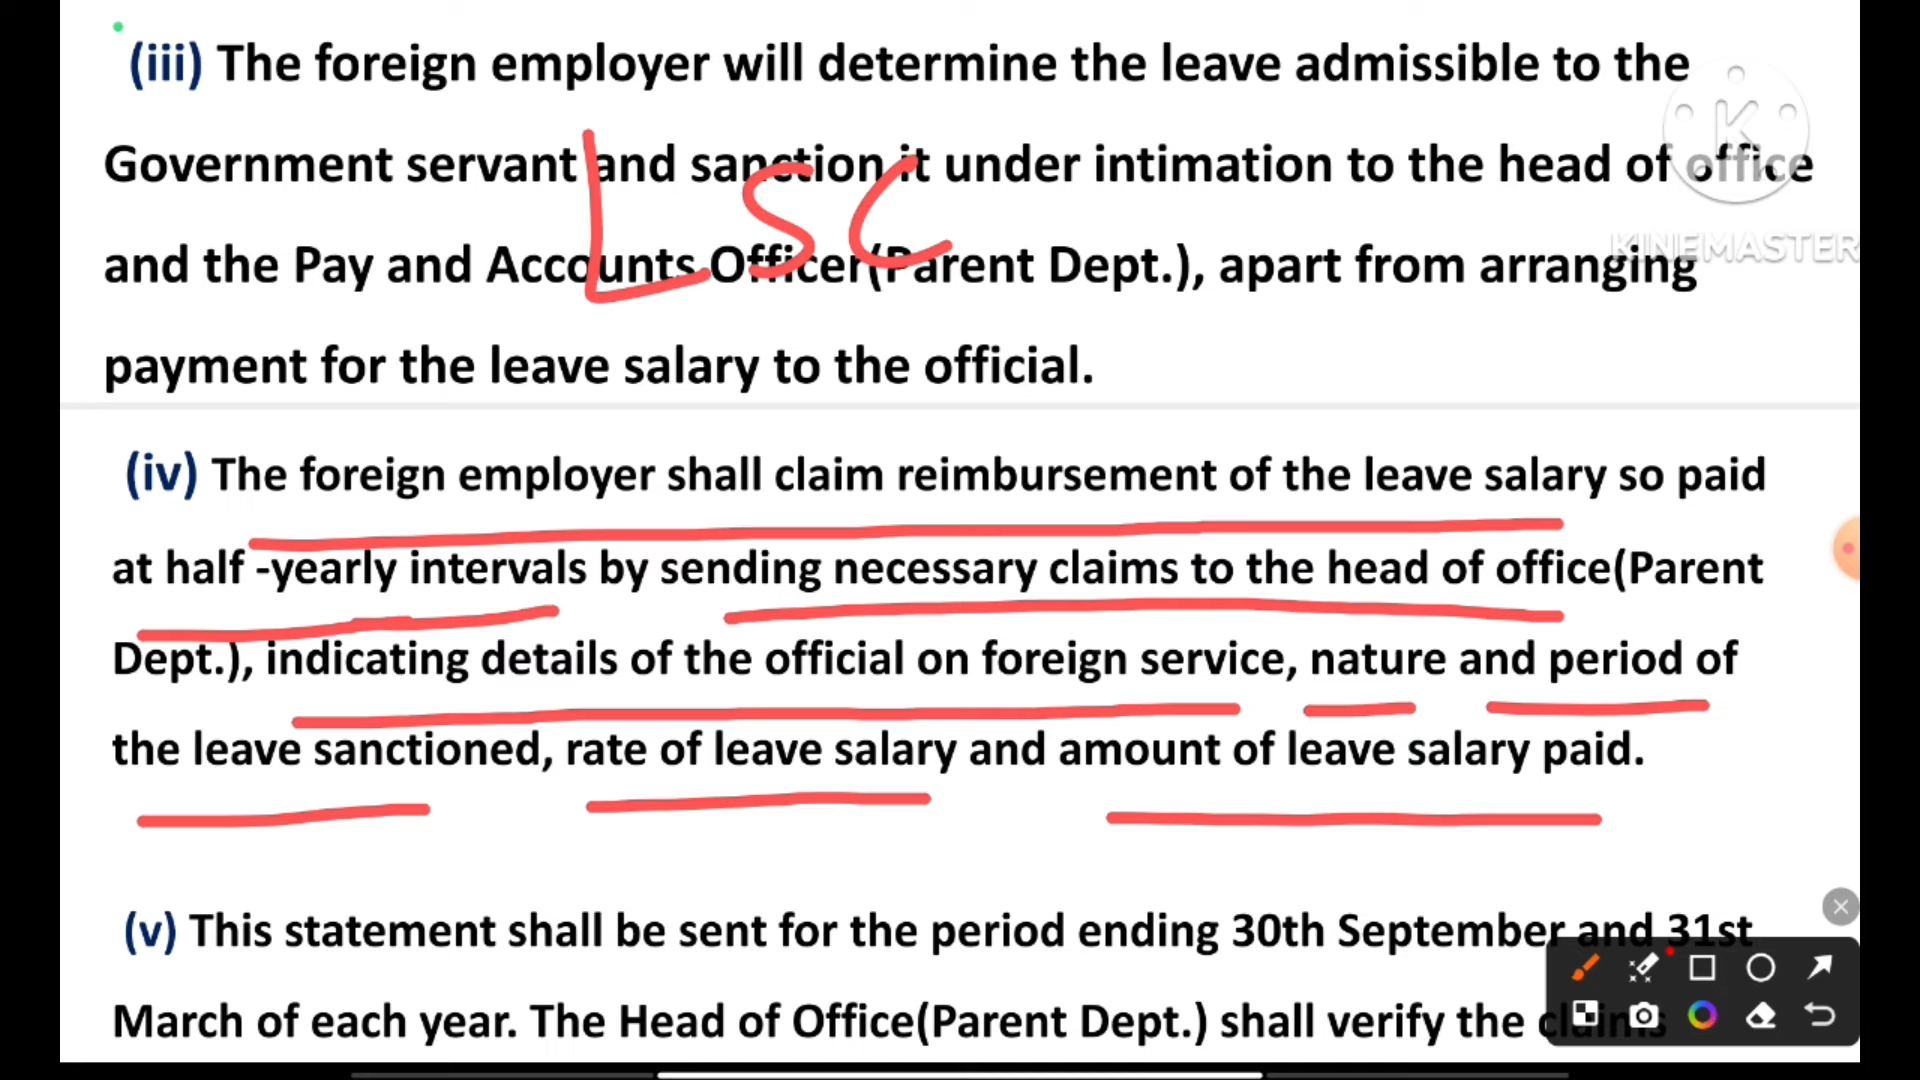 (iii) The foreign employer will determine the leave admissible to the
Government servant and sanction it under intimation to the head of office
and the Pay and Accounts Officer(Parent Dept.), apart from arranging
payment for the leave salary to the official.
LSC
K
KINEMASTER
(iv) The foreign employer shall claim reimbursement of the leave salary so paid
at half -yearly intervals by sending necessary claims to the head of office(Parent
Dept.), indicating details of the official on foreign service, nature and period of
the leave sanctioned, rate of leave salary and amount of leave salary paid.
(v) This statement shall be sent for the period ending 30th September and 31st
March of each year. The Head of Office(Parent Dept.) shall verify the claims